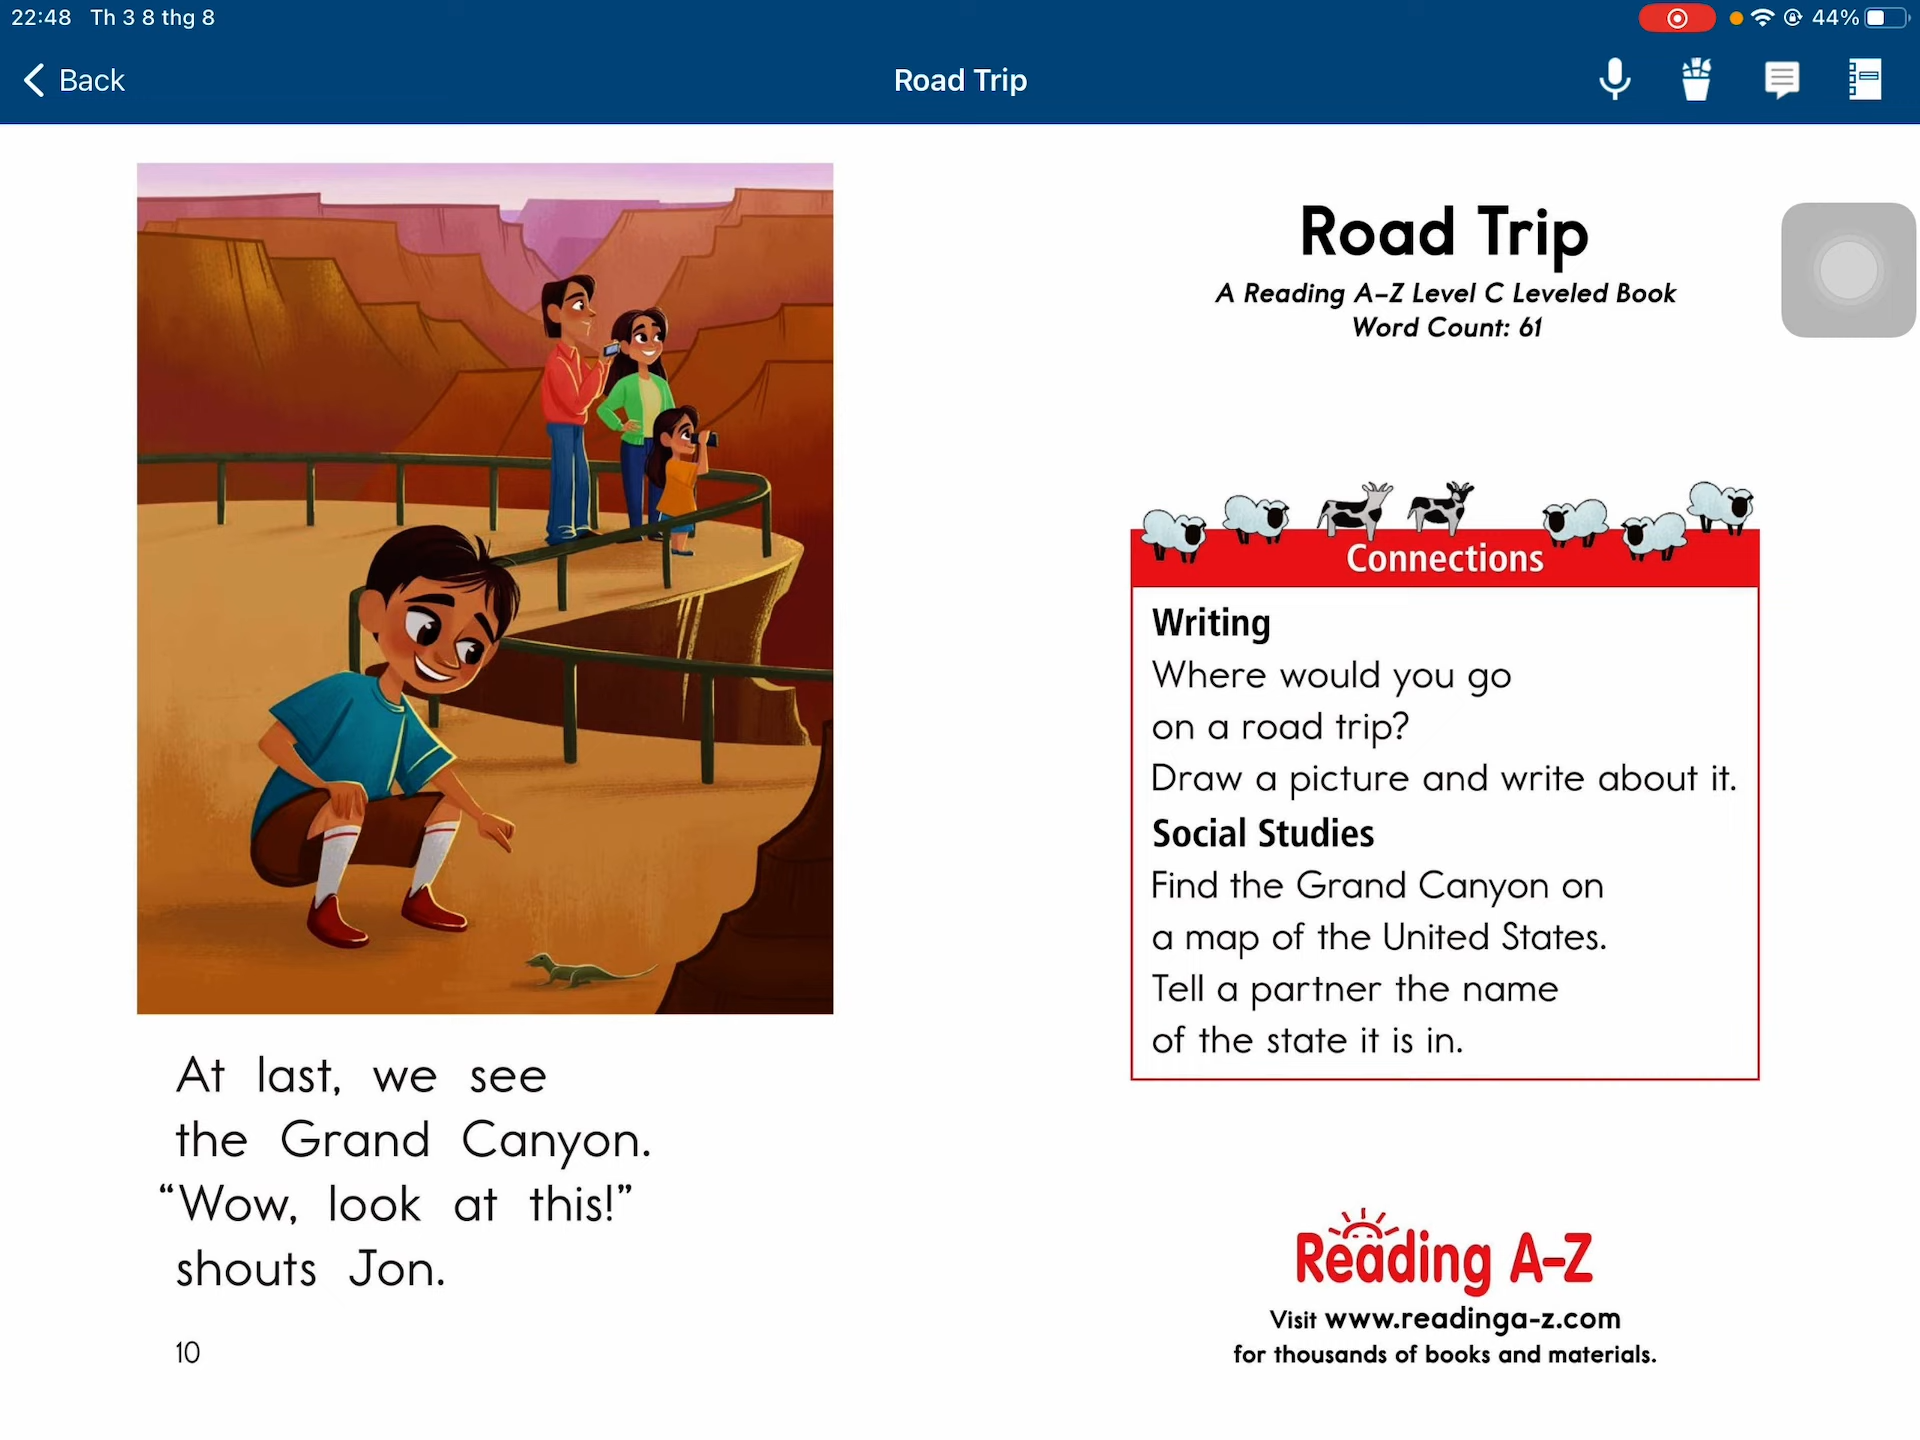 22:48 Th 3 8 thg 8
44%
Back
Road Trip
At last, we see
the Grand Canyon.
“Wow, look at this!”
shouts Jon.
10
Road Trip
A Reading A–Z Level C Leveled Book
Word Count: 61
Connections
Writing
Where would you go
on a road trip?
Draw a picture and write about it.
Social Studies
Find the Grand Canyon on
a map of the United States.
Tell a partner the name
of the state it is in.
Reading A–Z
Visit www.readinga-z.com
for thousands of books and materials.